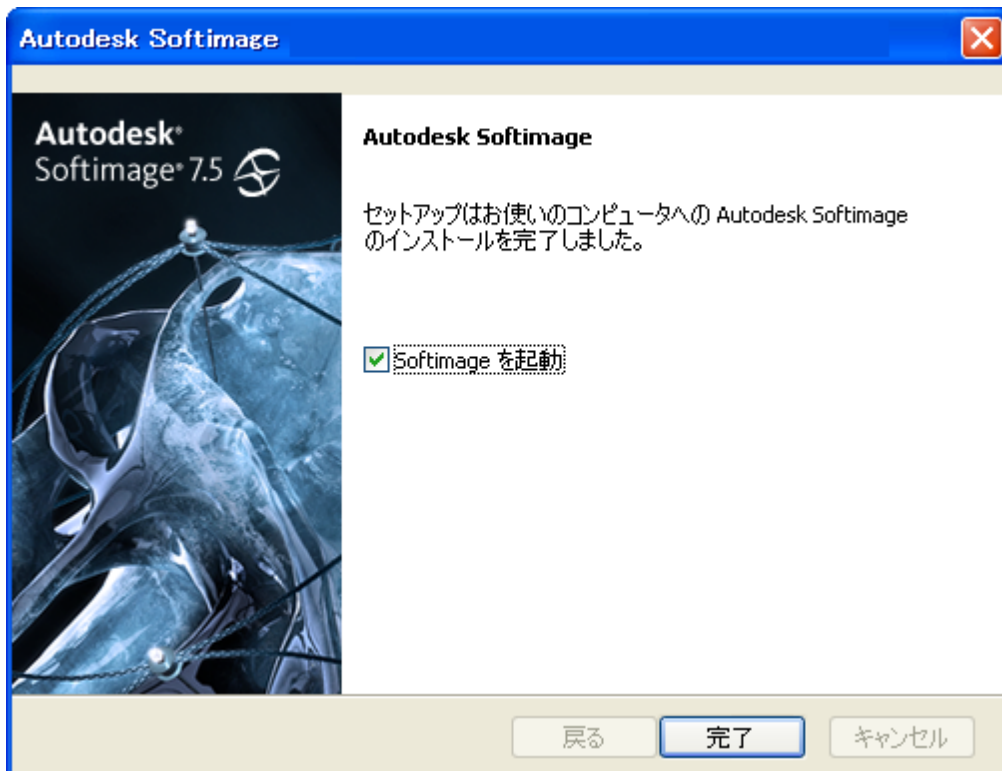 Autodesk Softimage
Autodesk®
Softimage® 7.5
Autodesk Softimage
セットアップはお使いのコンピュータへの Autodesk Softimage
のインストールを完了しました。
Softimage を起動
戻る 完了 キャンセル